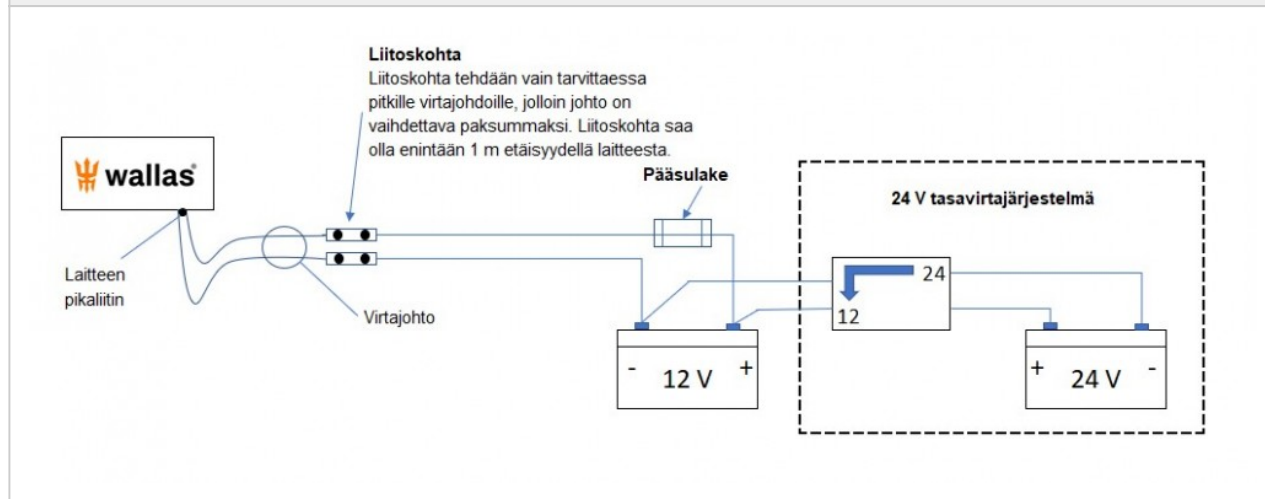 Liitoskohta
Liitoskohta tehdään vain tarvittaessa
pitkille virtajohdoille, jolloin johto on
vaihdettava paksummaksi. Liitoskohta saa
olla enintään 1 m etäisyydellä laitteesta.
wallas®
Pääsulake
24 V tasavirtajärjestelmä
Laitteen
pikaliitin
Virtajohto
24
12
- 12 V +
+ 24 V -